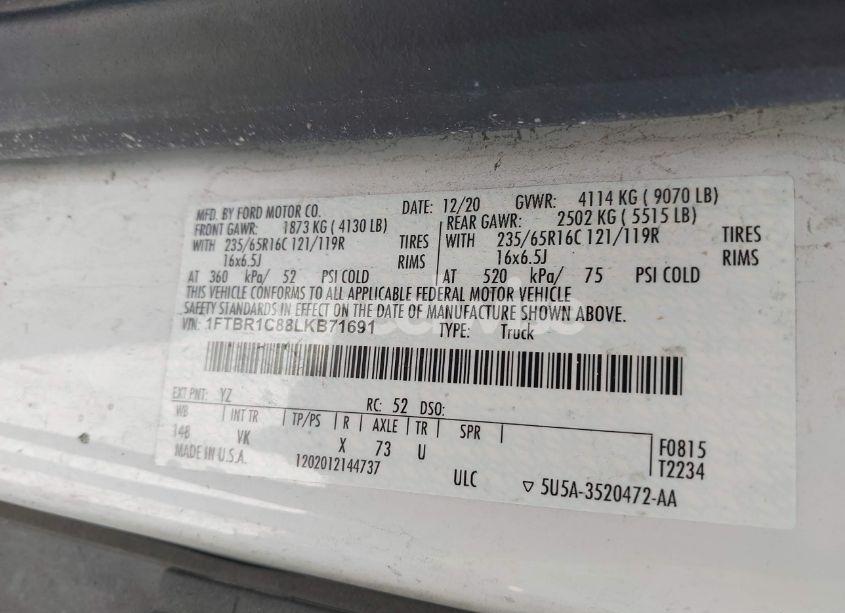 MFD. BY FORD MOTOR CO. DATE: 12/20 GVWR: 4114 KG ( 9070 LB)
FRONT GAWR: 1873 KG ( 4130 LB) REAR GAWR: 2502 KG ( 5515 LB)
WITH 235/65R16C 121/119R TIRES WITH 235/65R16C 121/119R TIRES
16x6.5J RIMS 16x6.5J RIMS
AT 360 kPa/ 52 PSI COLD AT 520 kPa/ 75 PSI COLD
THIS VEHICLE CONFORMS TO ALL APPLICABLE FEDERAL MOTOR VEHICLE
SAFETY STANDARDS IN EFFECT ON THE DATE OF MANUFACTURE SHOWN ABOVE.
VIN: 1FTBR1C88LKB71691 TYPE: Truck
EXT PNT: YZ RC: 52 DSO:
WB INT TR TP/PS R AXLE TR SPR
148 VK X 73 U F0815
MADE IN U.S.A. 1202012144737 T2234
ULC ▽ 5U5A-3520472-AA